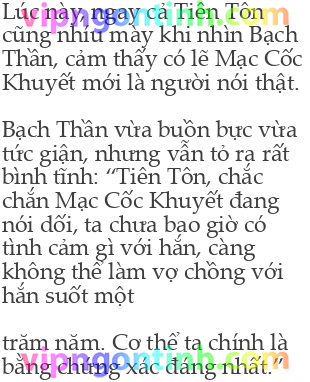 Lúc này, ngay cả Tiên Tôn
cũng nhíu mày khi nhìn Bạch
Thần, cảm thấy có lẽ Mạc Cốc
Khuyết mới là người nói thật.
Bạch Thần vừa buồn bực vừa
tức giận, nhưng vẫn tỏ ra rất
bình tĩnh: “Tiên Tôn, chắc
chắn Mạc Cốc Khuyết đang
nói dối, ta chưa bao giờ có
tình cảm gì với hắn, càng
không thể làm vợ chồng với
hắn suốt một
trăm năm. Cơ thể ta chính là
bằng chứng xác đáng nhất.”
vipngontinh.com
vipngontinh.com